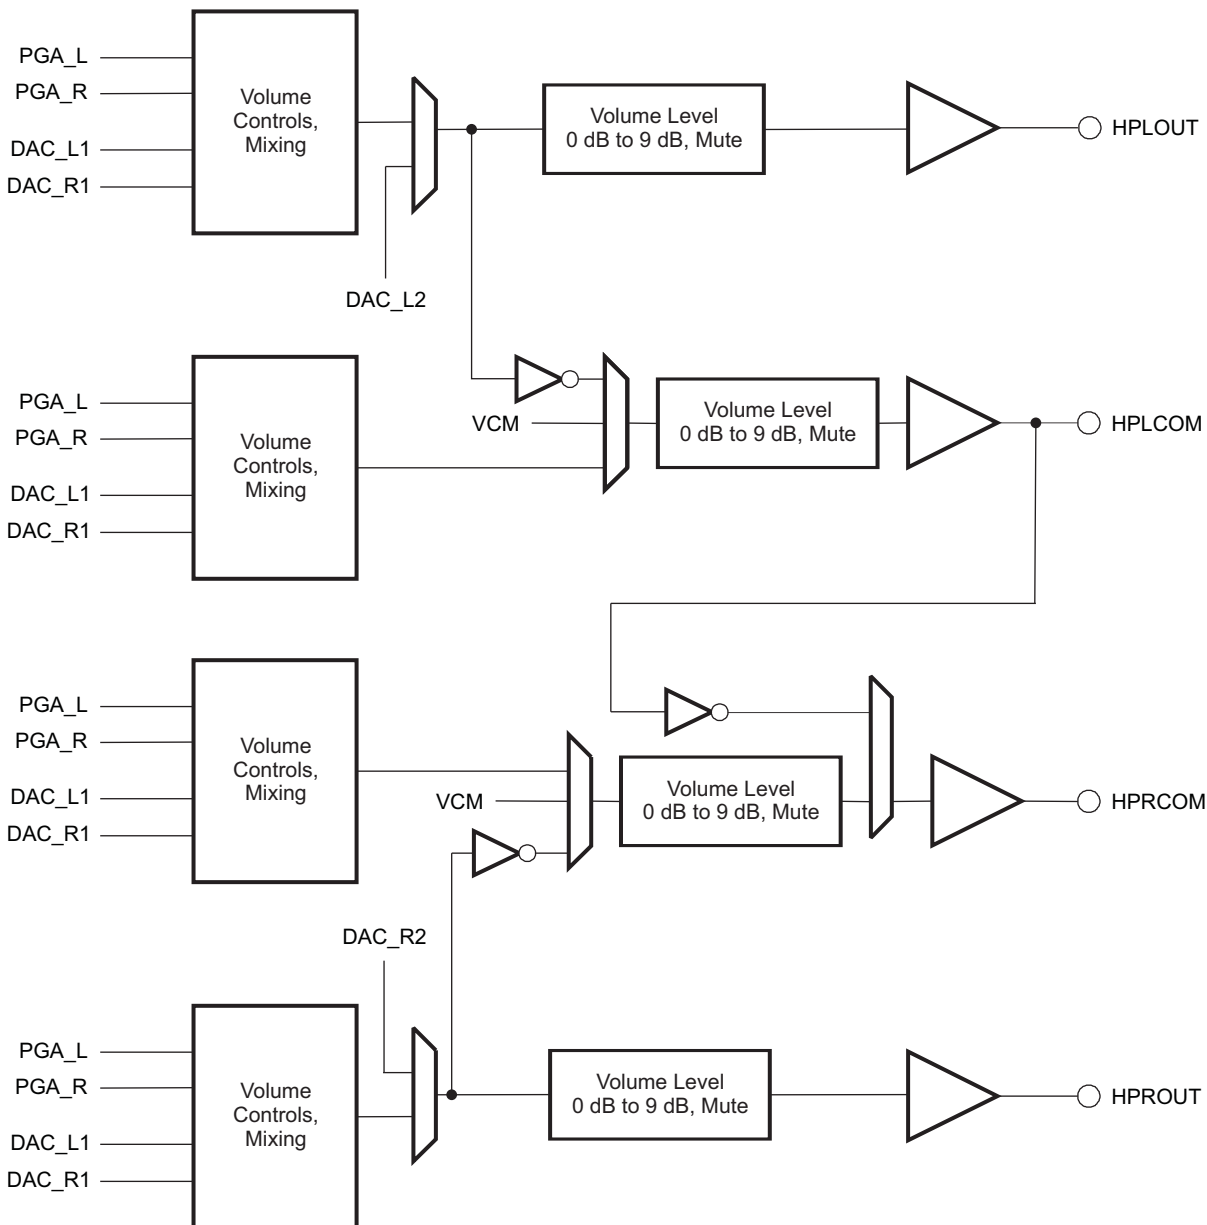 PGA_L
PGA_R
DAC_L1
DAC_R1
Volume
Controls,
Mixing
DAC_L2
Volume Level
0 dB to 9 dB, Mute
HPLOUT
PGA_L
PGA_R
DAC_L1
DAC_R1
Volume
Controls,
Mixing
VCM
Volume Level
0 dB to 9 dB, Mute
HPLCOM
PGA_L
PGA_R
DAC_L1
DAC_R1
Volume
Controls,
Mixing
VCM
Volume Level
0 dB to 9 dB, Mute
HPRCOM
DAC_R2
PGA_L
PGA_R
DAC_L1
DAC_R1
Volume
Controls,
Mixing
Volume Level
0 dB to 9 dB, Mute
HPROUT